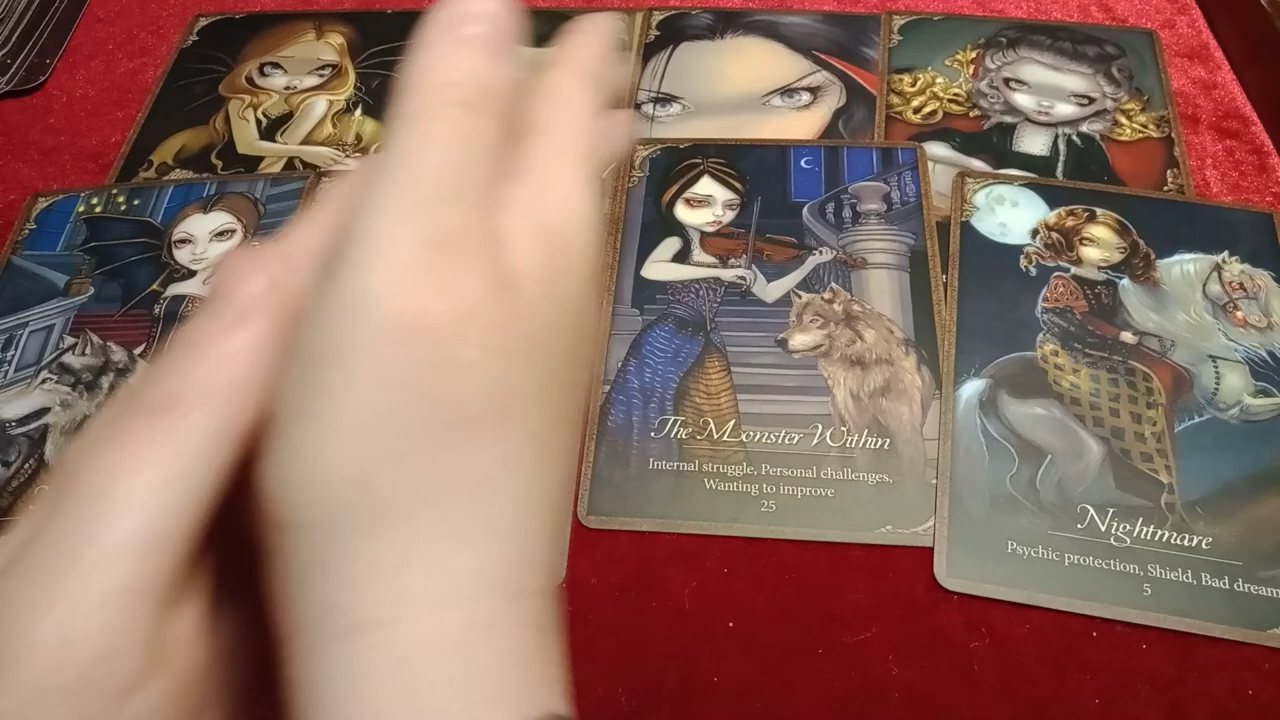 The Monster Within
Internal struggle, Personal challenges,
Wanting to improve
25
Nightmare
Psychic protection, Shield, Bad dream
5